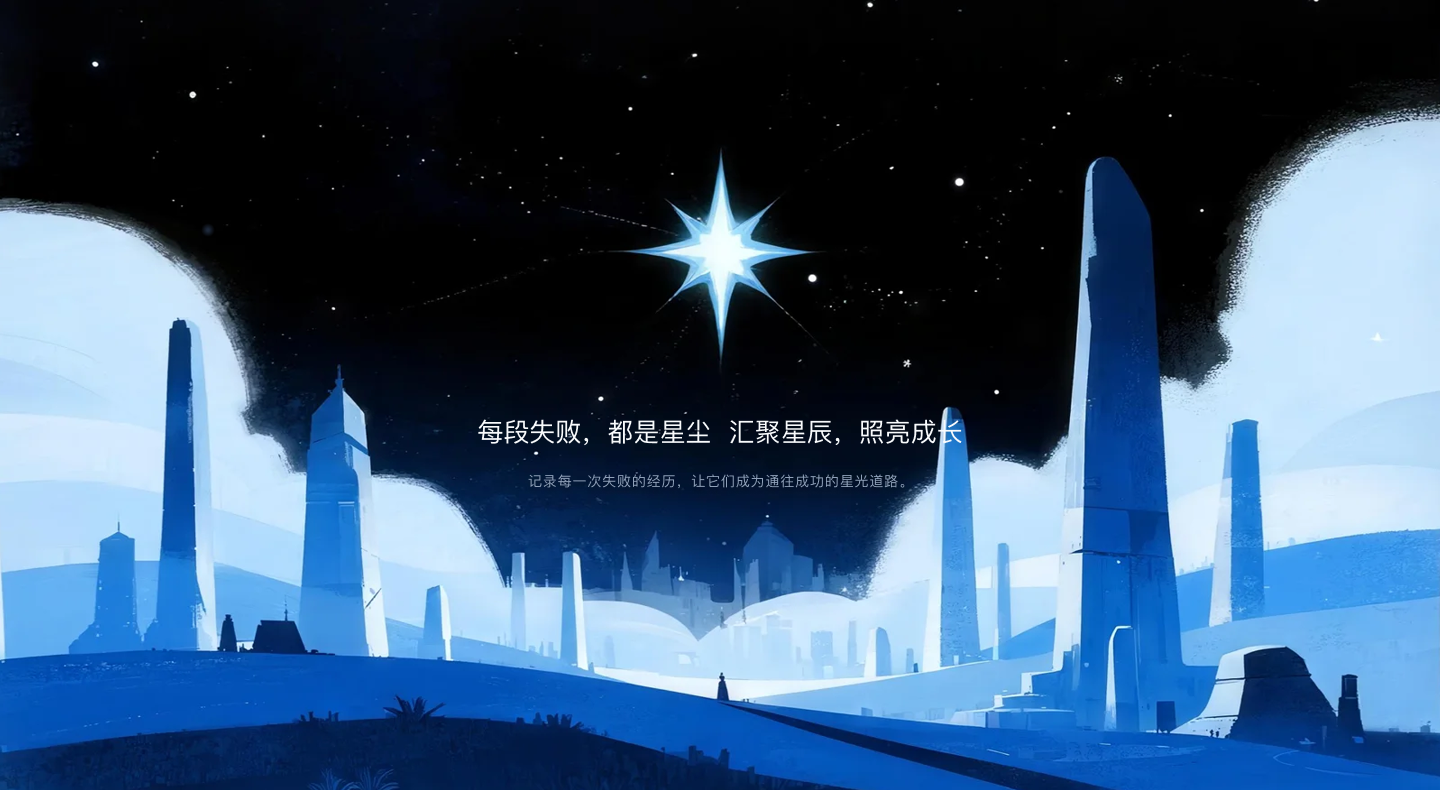 每段失败，都是星尘 汇聚星辰，照亮成长
记录每一次失败的经历，让它们成为通往成功的星光道路。